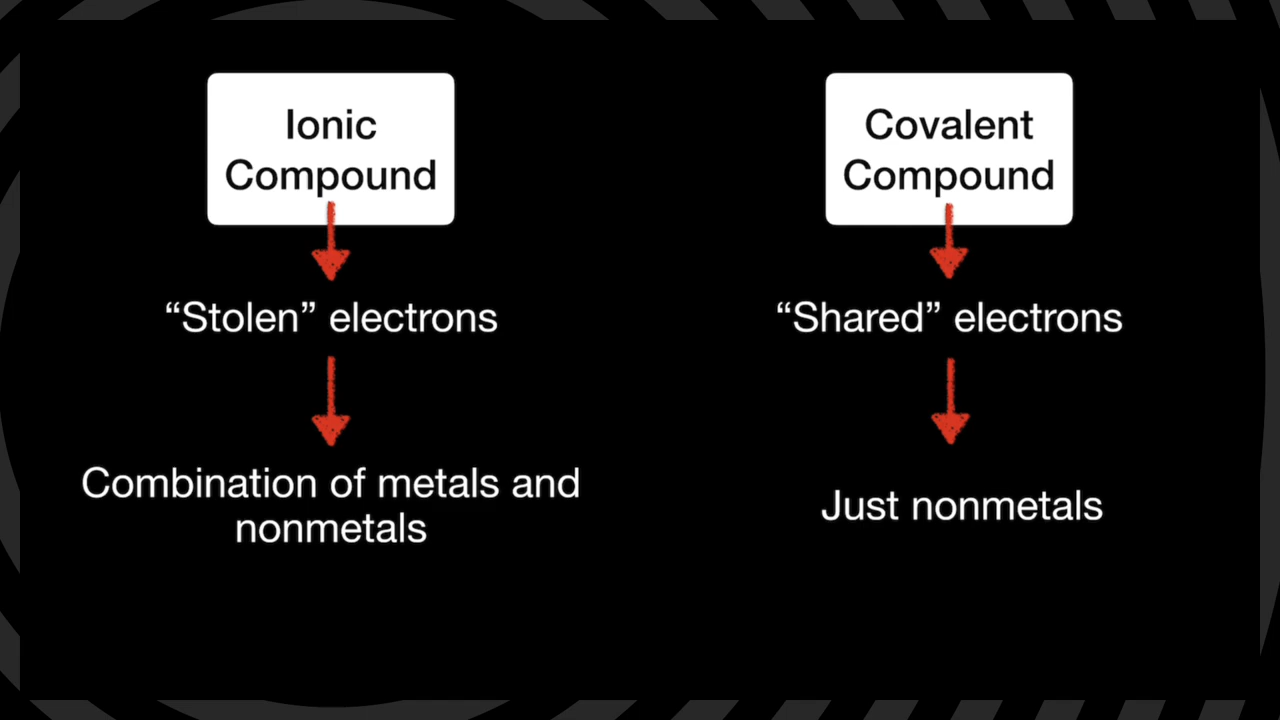 Ionic
Compound
“Stolen” electrons
Combination of metals and
nonmetals
Covalent
Compound
“Shared” electrons
Just nonmetals